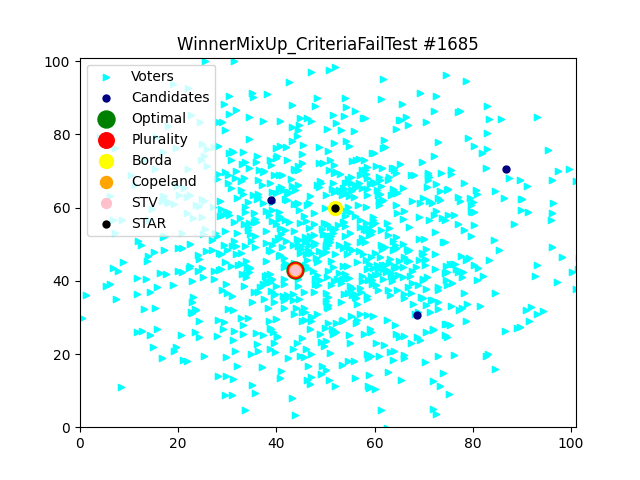 WinnerMixUp_CriteriaFailTest #1685
100
80
60
40
20
0
0 20 40 60 80 100
Voters
Candidates
Optimal
Plurality
Borda
Copeland
STV
STAR